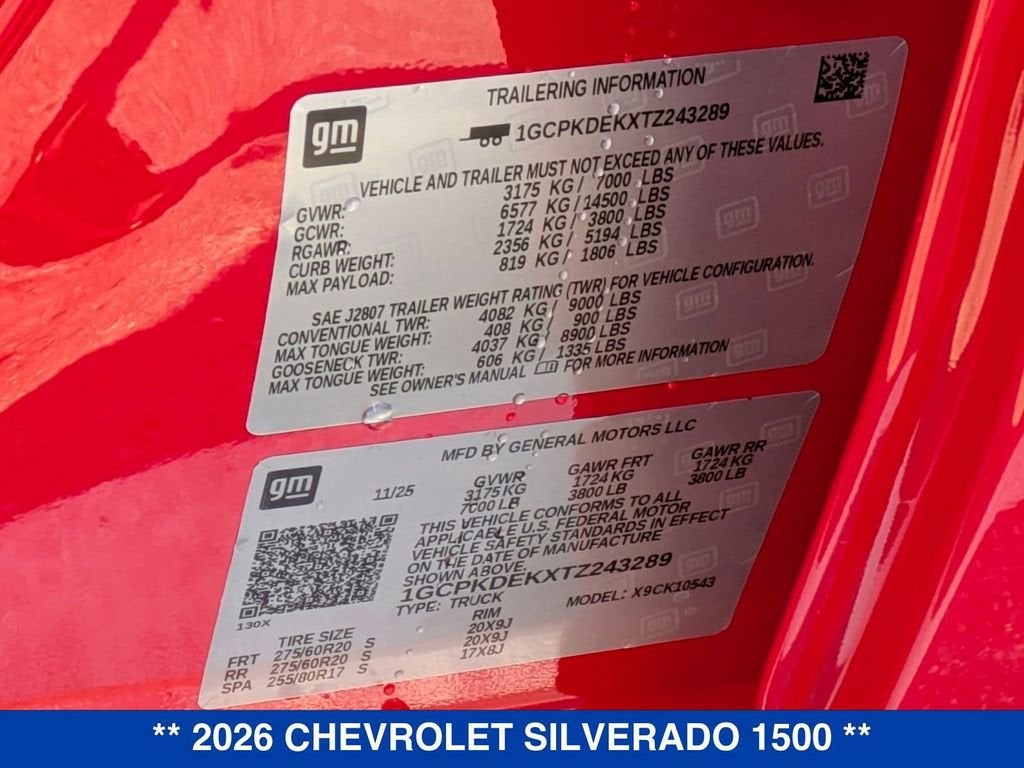 gm
TRAILERING INFORMATION
1GCPKDEKXTZ243289
VEHICLE AND TRAILER MUST NOT EXCEED ANY OF THESE VALUES.
GVWR: 3175 KG / 7000 LBS
GCWR: 6577 KG / 14500 LBS
RGAWR: 1724 KG / 3800 LBS
CURB WEIGHT: 2356 KG / 5194 LBS
MAX PAYLOAD: 819 KG / 1806 LBS
SAE J2807 TRAILER WEIGHT RATING (TWR) FOR VEHICLE CONFIGURATION.
CONVENTIONAL TWR: 4082 KG / 9000 LBS
MAX TONGUE WEIGHT: 408 KG / 900 LBS
GOOSENECK TWR: 4037 KG / 8900 LBS
MAX TONGUE WEIGHT: 606 KG / 1335 LBS
SEE OWNER'S MANUAL FOR MORE INFORMATION
gm
MFD BY GENERAL MOTORS LLC
11/25
GVWR GAWR FRT GAWR RR
3175 KG 1724 KG 1724 KG
7000 LB 3800 LB 3800 LB
THIS VEHICLE CONFORMS TO ALL
APPLICABLE U.S. FEDERAL MOTOR
VEHICLE SAFETY STANDARDS IN EFFECT
ON THE DATE OF MANUFACTURE
SHOWN ABOVE.
1GCPKDEKXTZ243289
TYPE: TRUCK MODEL: X9CK10543
130X
TIRE SIZE RIM
FRT 275/60R20 S 20X9J
RR 275/60R20 S 20X9J
SPA 255/80R17 S 17X8J
** 2026 CHEVROLET SILVERADO 1500 **